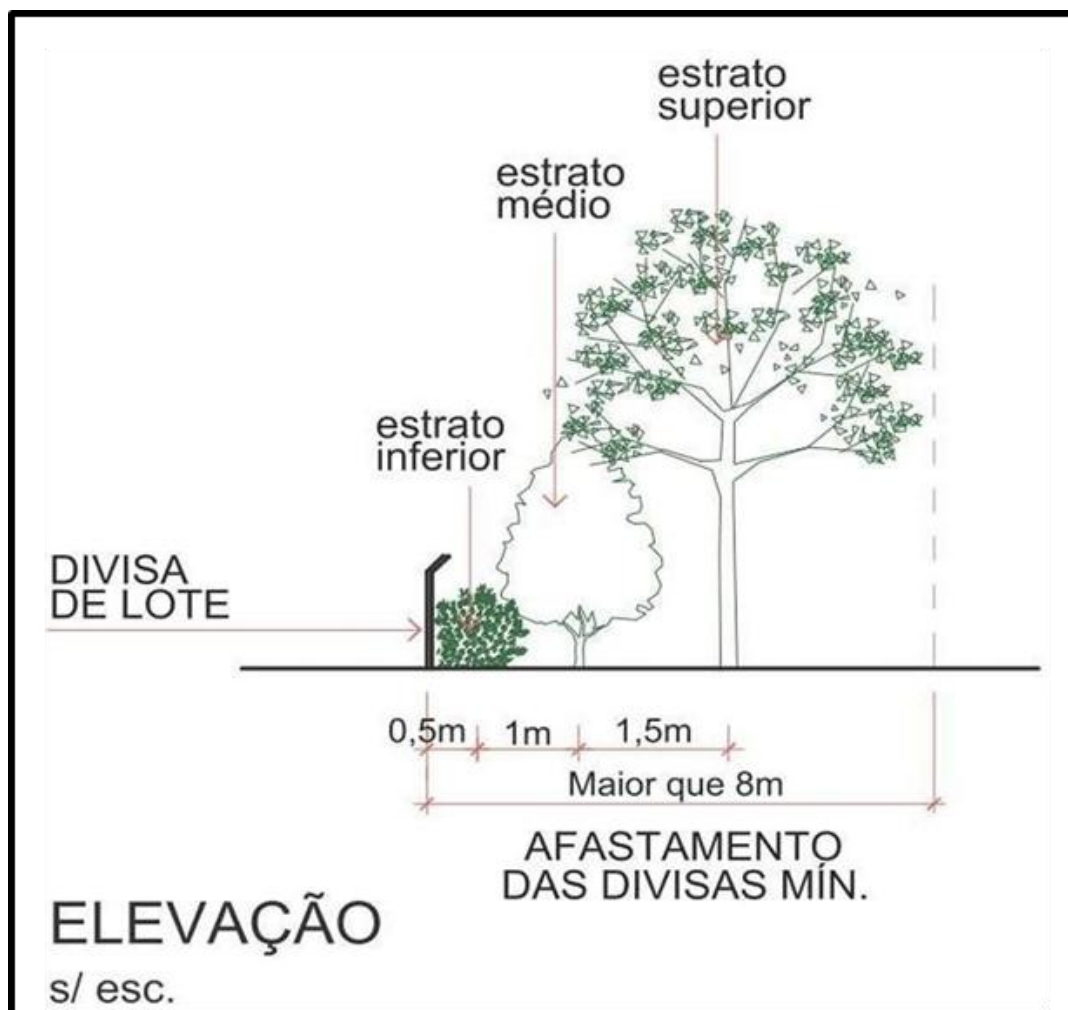 estrato
superior
estrato
médio
estrato
inferior
DIVISA
DE LOTE
0,5m
1m
1,5m
Maior que 8m
AFASTAMENTO
DAS DIVISAS MÍN.
ELEVAÇÃO
s/ esc.